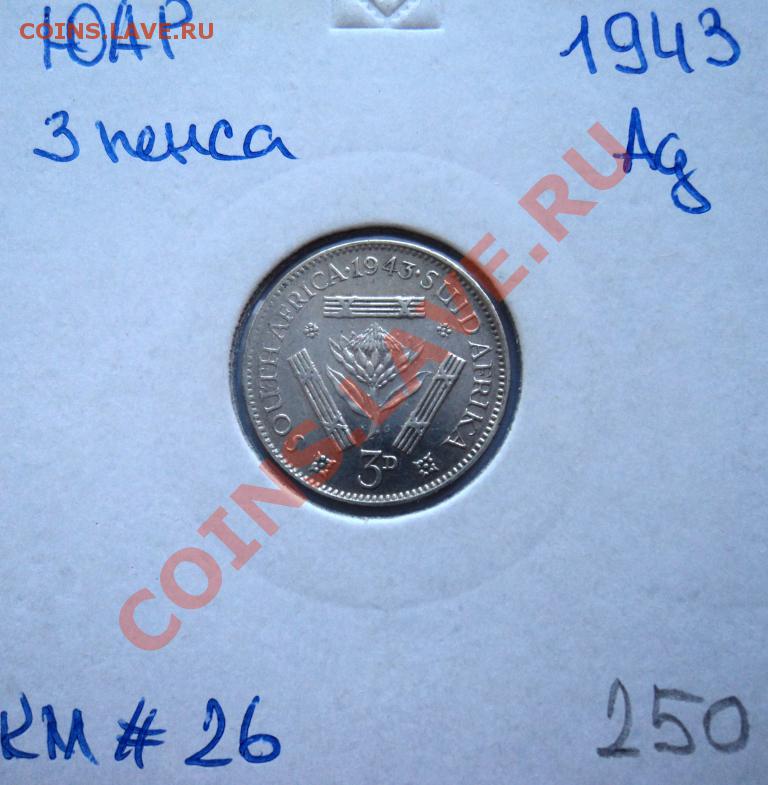 COINS.LAVE.RU
ЮАР 1943
3 пенса Ag
SOUTH AFRICA · 1943 · SUID AFRIKA
3D
COINS.LAVE.RU
KM # 26 250